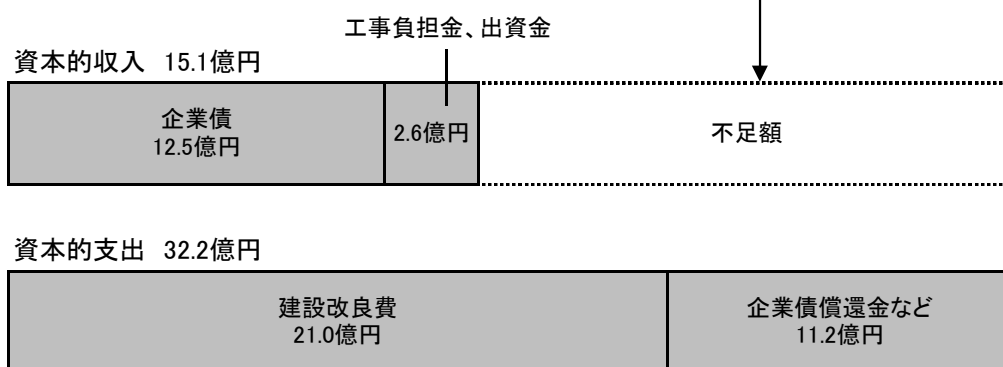 工事負担金、出資金
資本的収入 15.1億円
企業債
12.5億円
2.6億円
不足額
資本的支出 32.2億円
建設改良費
21.0億円
企業債償還金など
11.2億円